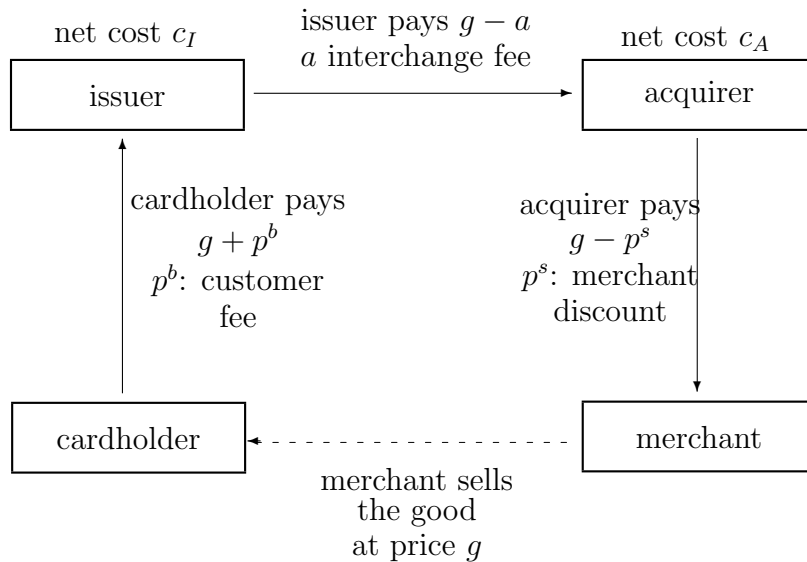 net cost $c_I$
issuer pays $g - a$
$a$ interchange fee
net cost $c_A$
issuer
acquirer
cardholder pays
$g + p^b$
$p^b$: customer
fee
acquirer pays
$g - p^s$
$p^s$: merchant
discount
cardholder
merchant
merchant sells
the good
at price $g$